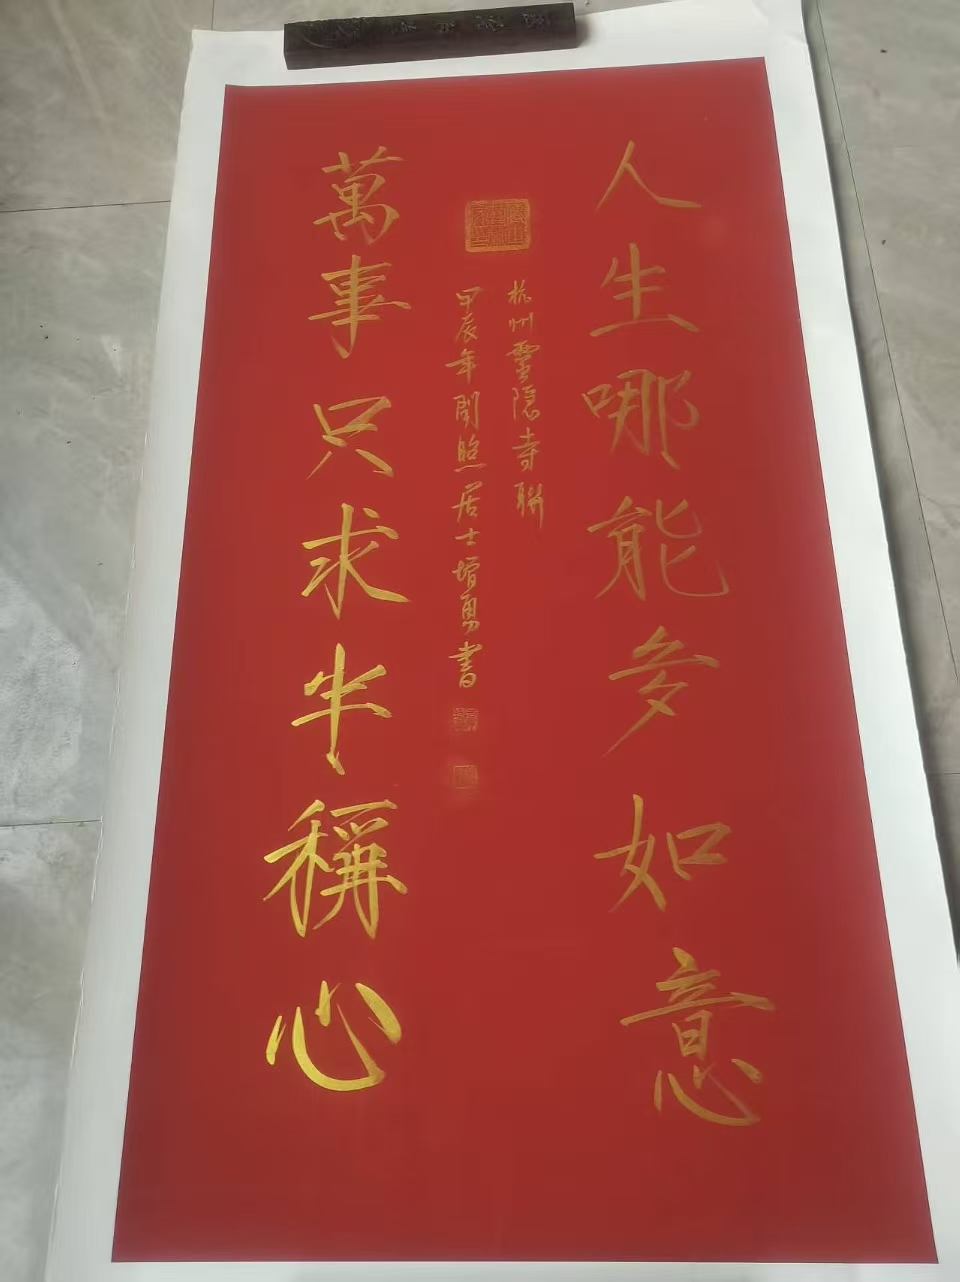 人生哪能多如意
杭州靈隱寺聯
甲辰年閒照居士增勇書
萬事只求半稱心